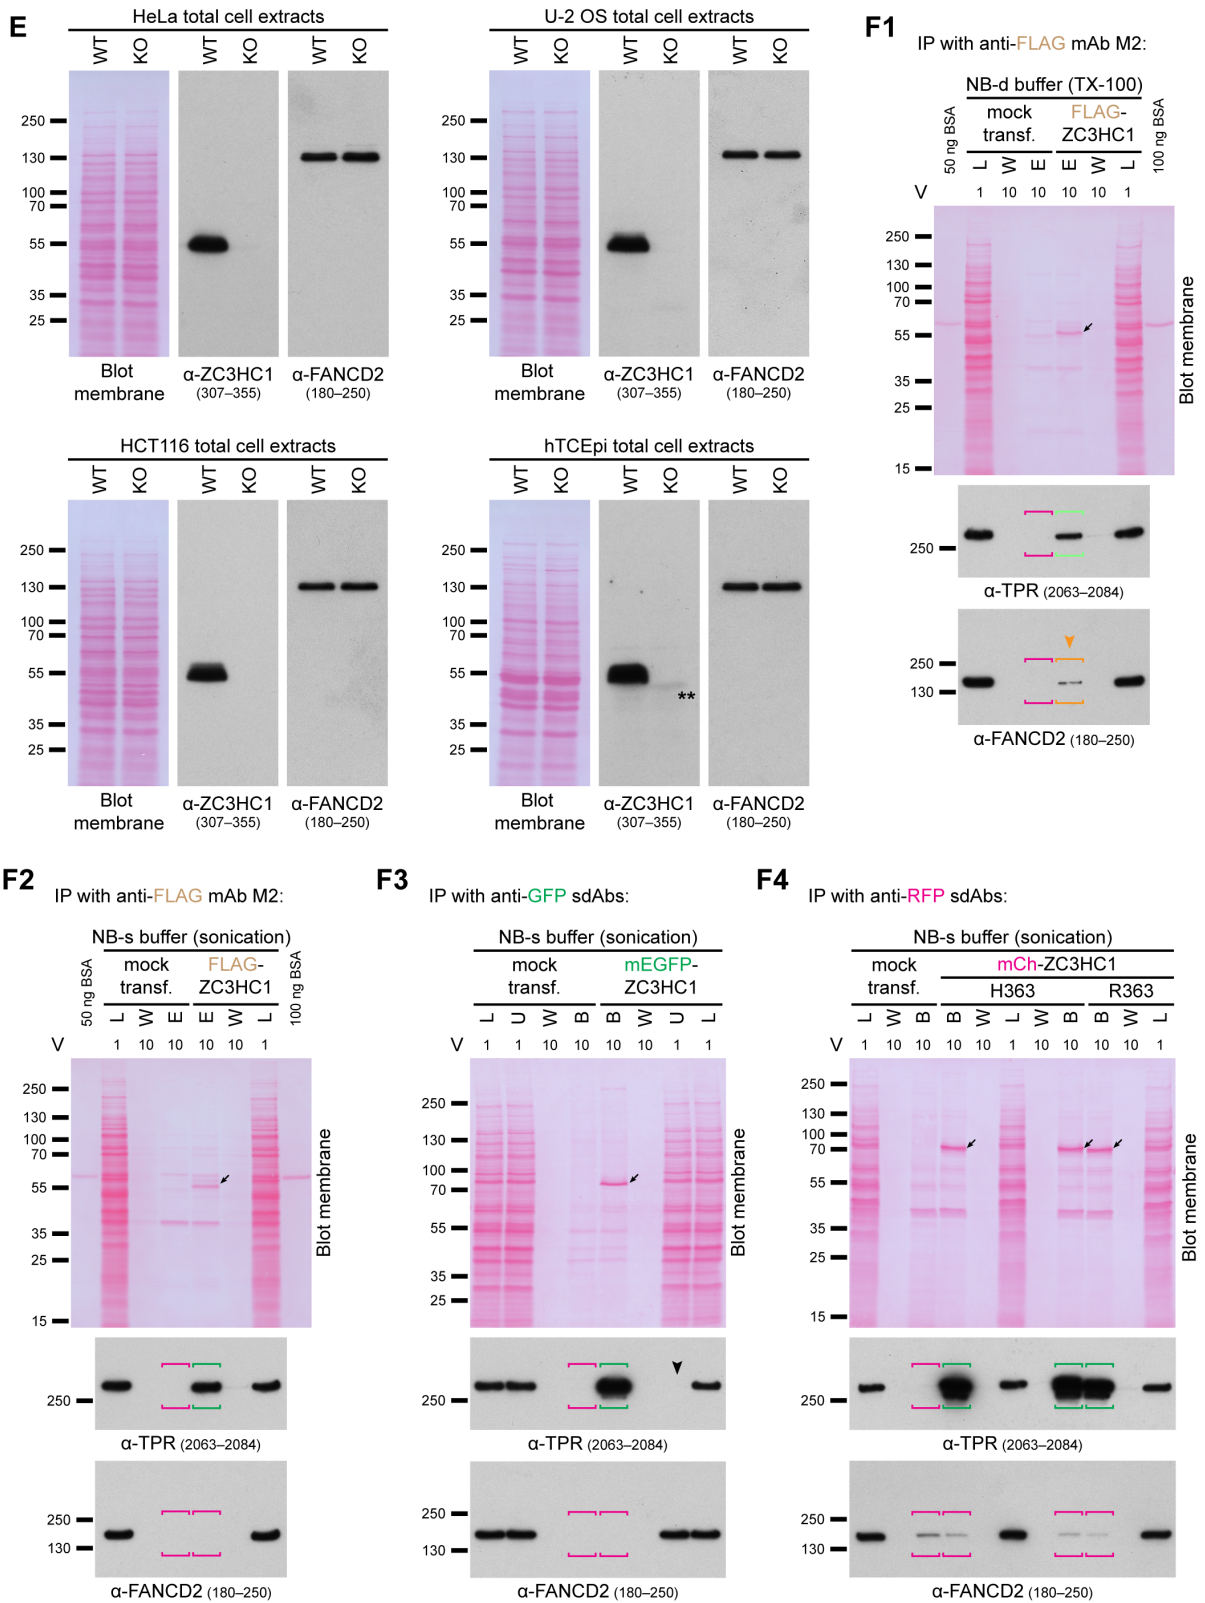 E
HeLa total cell extracts
WT KO WT KO WT KO
250
130
100
70
55
35
25
Blot membrane
α-ZC3HC1 (307–355)
α-FANCD2 (180–250)
U-2 OS total cell extracts
WT KO WT KO WT KO
250
130
100
70
55
35
25
Blot membrane
α-ZC3HC1 (307–355)
α-FANCD2 (180–250)
HCT116 total cell extracts
WT KO WT KO WT KO
250
130
100
70
55
35
25
Blot membrane
α-ZC3HC1 (307–355)
α-FANCD2 (180–250)
hTCEpi total cell extracts
WT KO WT KO WT KO
250
130
100
70
55
**
35
25
Blot membrane
α-ZC3HC1 (307–355)
α-FANCD2 (180–250)
F1
IP with anti-FLAG mAb M2:
NB-d buffer (TX-100)
mock transf.
FLAG-ZC3HC1
50 ng BSA L W E E W L 100 ng BSA
V 1 10 10 10 10 1
250
130
100
70
55
35
25
15
Blot membrane
250
α-TPR (2063–2084)
250
130
α-FANCD2 (180–250)
F2
IP with anti-FLAG mAb M2:
NB-s buffer (sonication)
mock transf.
FLAG-ZC3HC1
50 ng BSA L W E E W L 100 ng BSA
V 1 10 10 10 10 1
250
130
100
70
55
35
25
15
Blot membrane
250
α-TPR (2063–2084)
250
130
α-FANCD2 (180–250)
F3
IP with anti-GFP sdAbs:
NB-s buffer (sonication)
mock transf.
mEGFP-ZC3HC1
L U W B B W U L
V 1 1 10 10 10 10 1 1
250
130
100
70
55
35
25
Blot membrane
250
α-TPR (2063–2084)
250
130
α-FANCD2 (180–250)
F4
IP with anti-RFP sdAbs:
NB-s buffer (sonication)
mock transf.
mCh-ZC3HC1
H363 R363
L W B B W L W B B W L
V 1 10 10 10 10 1 10 10 10 10 1
250
130
100
70
55
35
25
15
Blot membrane
250
α-TPR (2063–2084)
250
130
α-FANCD2 (180–250)